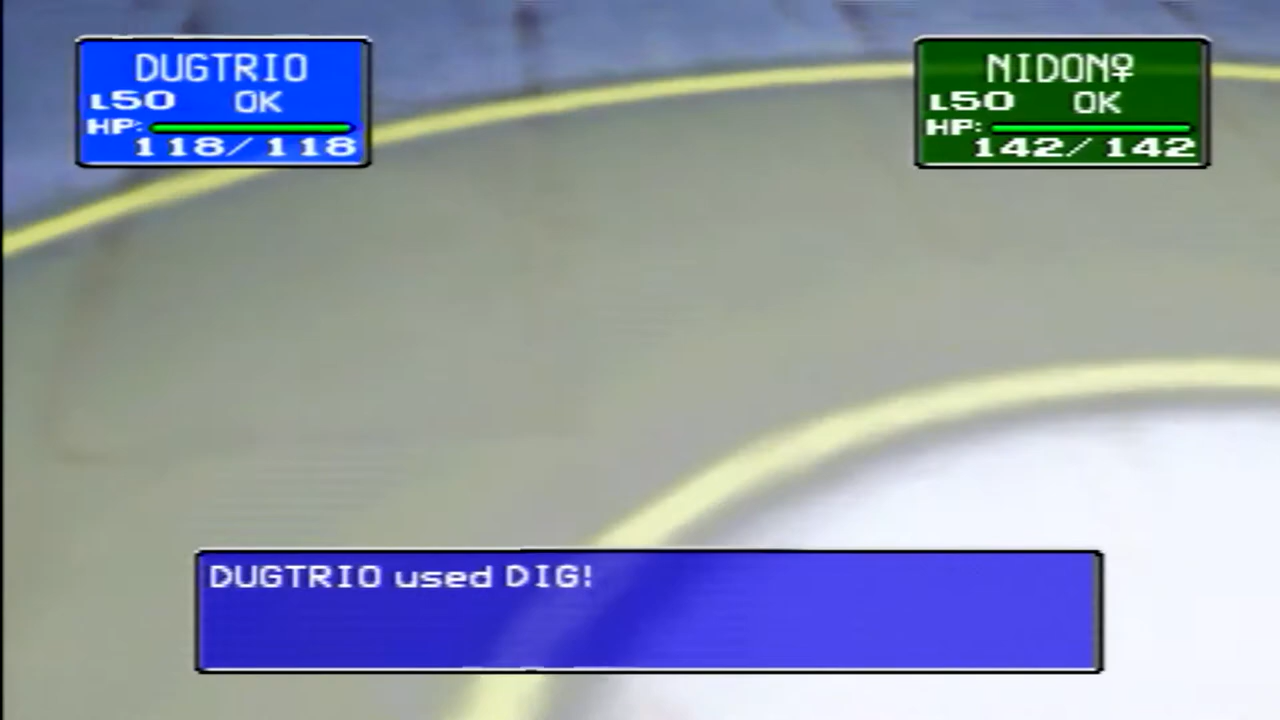 DUGTRIO
L50 OK
HP:
118/118
NIDON♀
L50 OK
HP:
142/142
DUGTRIO used DIG!